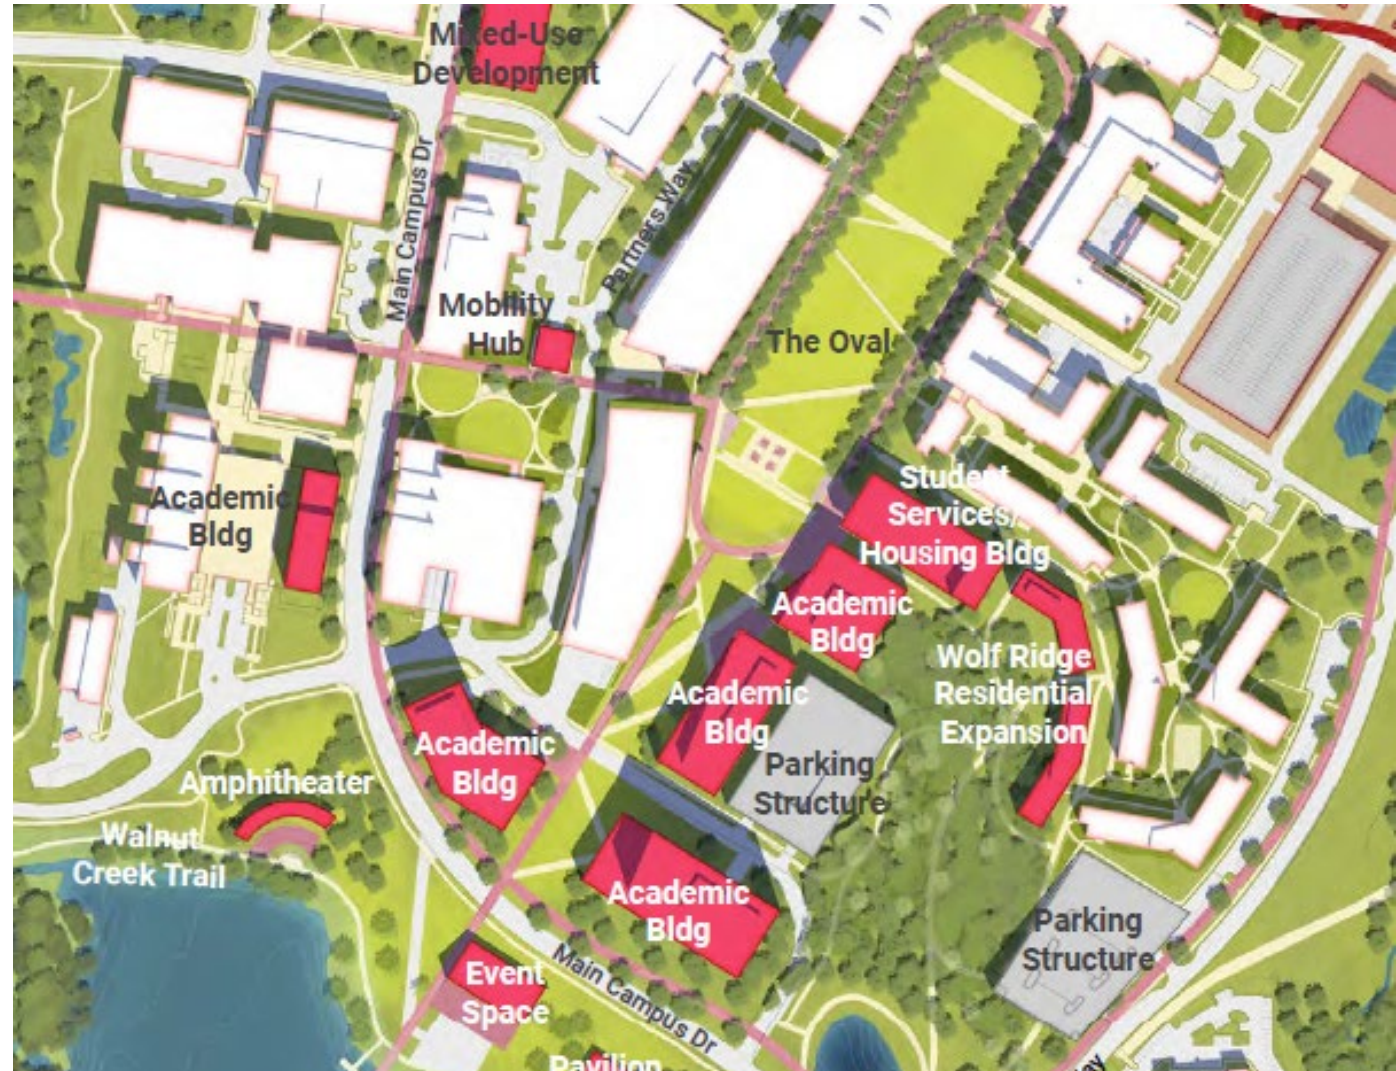 Mixed-Use
Development
Main Campus Dr
Partners Way
Mobility
Hub
The Oval
Academic
Bldg
Student
Services/
Housing Bldg
Academic
Bldg
Wolf Ridge
Residential
Expansion
Academic
Bldg
Academic
Bldg
Parking
Structure
Amphitheater
Walnut
Creek Trail
Academic
Bldg
Parking
Structure
Event
Space
Main Campus Dr
Pavilion